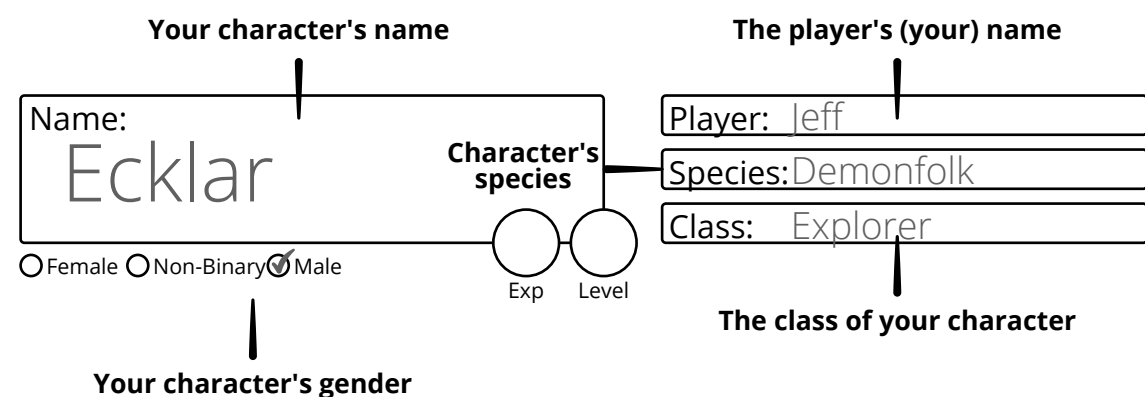 Your character's name
The player's (your) name
Name:
Ecklar
Player: Jeff
Character's
species
Species: Demonfolk
Class: Explorer
Female Non-Binary Male
Exp Level
The class of your character
Your character's gender